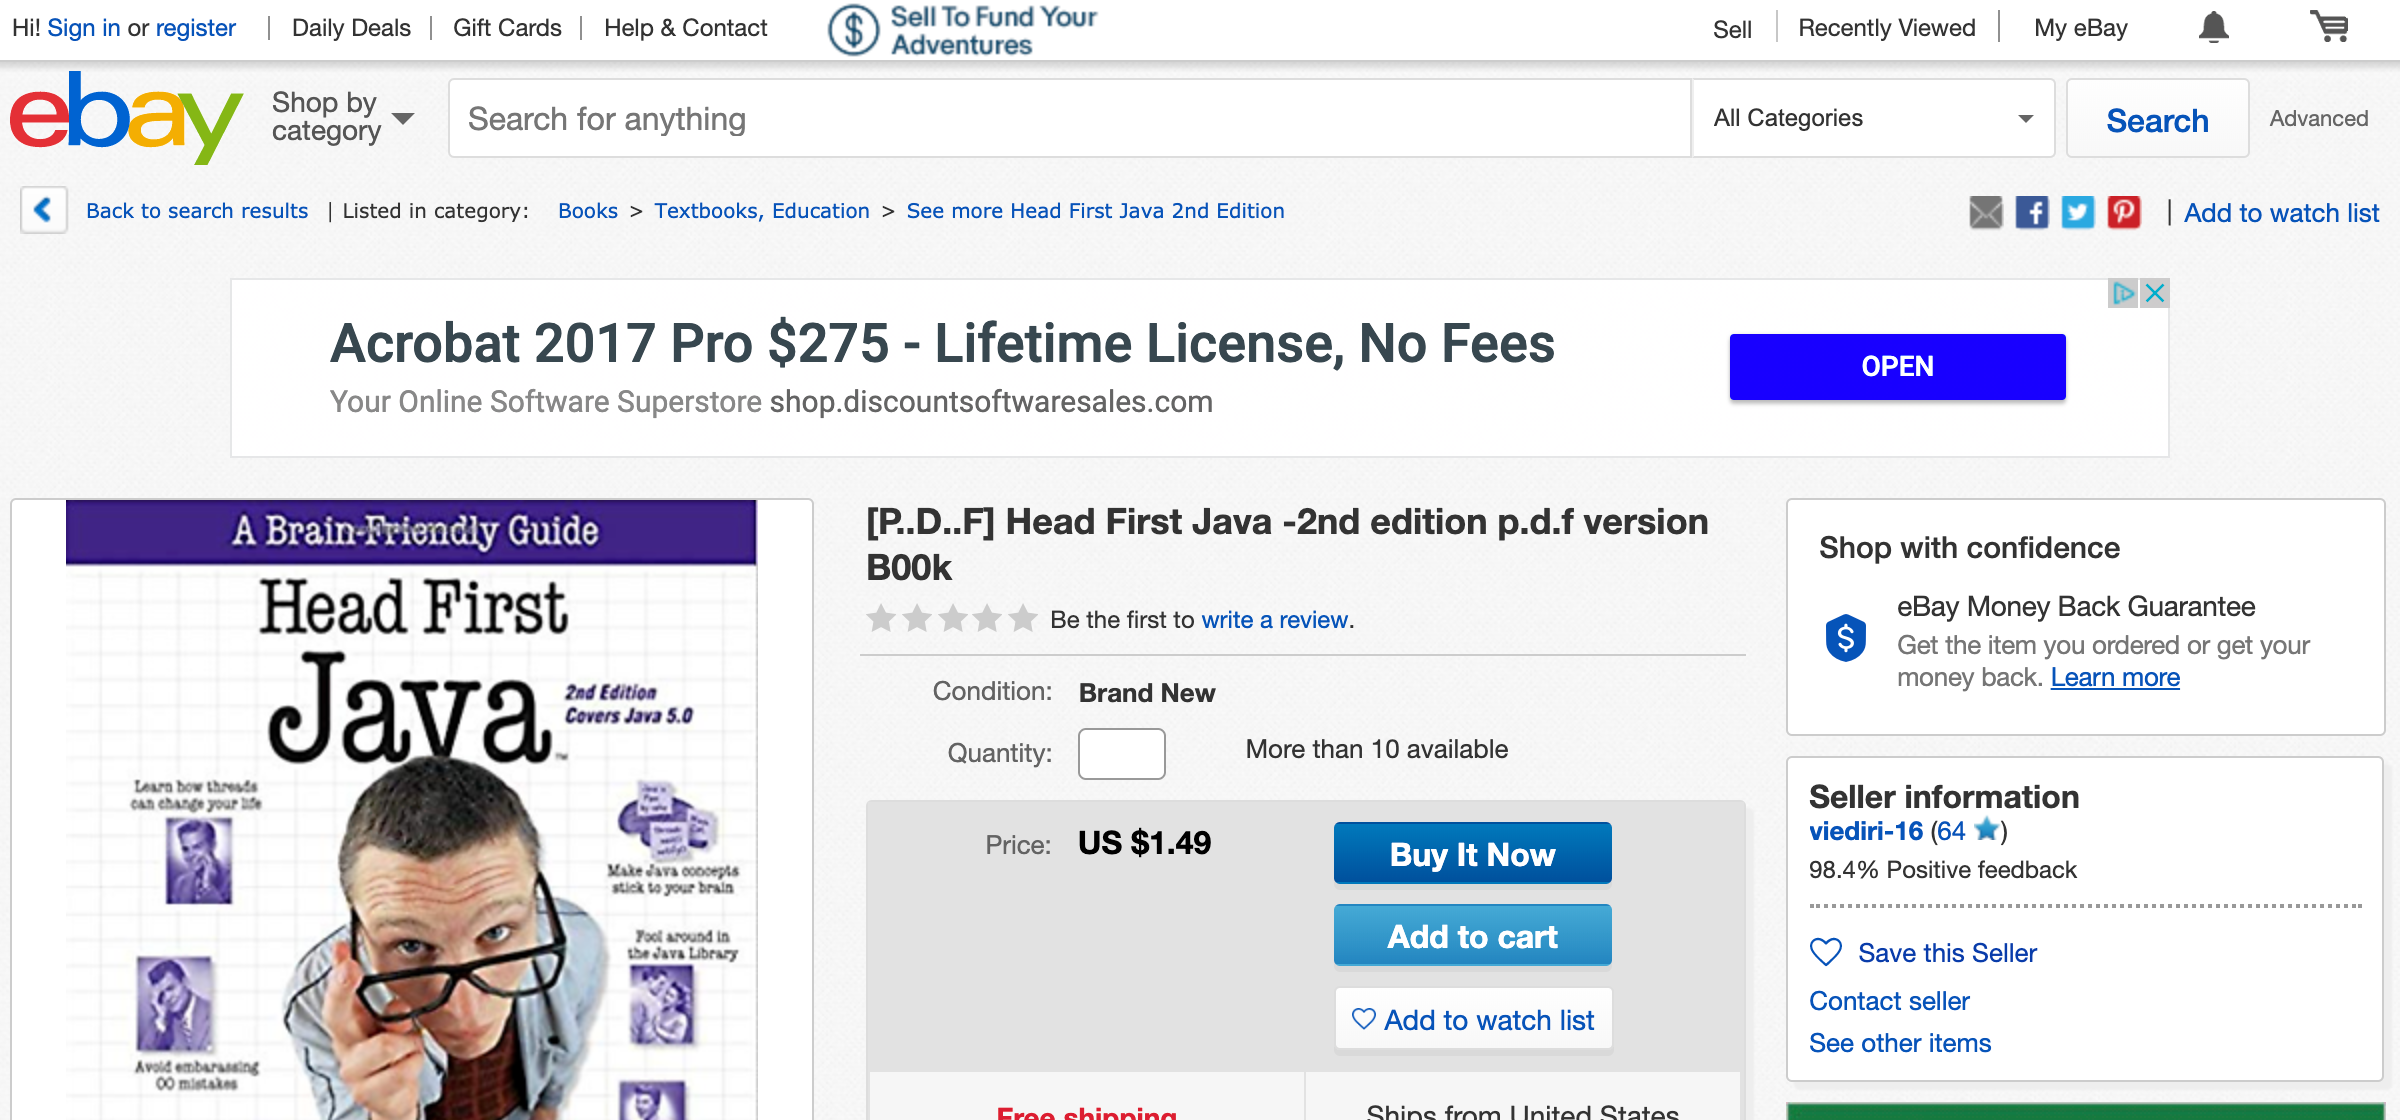 Hi! Sign in or register | Daily Deals | Gift Cards | Help & Contact
Sell To Fund Your
Adventures
Sell | Recently Viewed | My eBay
ebay
Shop by
category
Search for anything
All Categories
Search
Advanced
Back to search results | Listed in category: Books > Textbooks, Education > See more Head First Java 2nd Edition
| Add to watch list
Acrobat 2017 Pro $275 - Lifetime License, No Fees
Your Online Software Superstore shop.discountsoftwaresales.com
OPEN
A Brain-Friendly Guide
Head First
Java
2nd Edition
Covers Java 5.0
Learn how threads
can change your life
Make Java concepts
stick to your brain
Fool around in
the Java Library
Avoid embarassing
OO mistakes
[P..D..F] Head First Java -2nd edition p.d.f version
B00k
Be the first to write a review.
Condition: Brand New
Quantity: More than 10 available
Price: US $1.49
Buy It Now
Add to cart
Add to watch list
Free shipping
Ships from United States
Shop with confidence
eBay Money Back Guarantee
Get the item you ordered or get your
money back. Learn more
Seller information
viediri-16 (64)
98.4% Positive feedback
Save this Seller
Contact seller
See other items